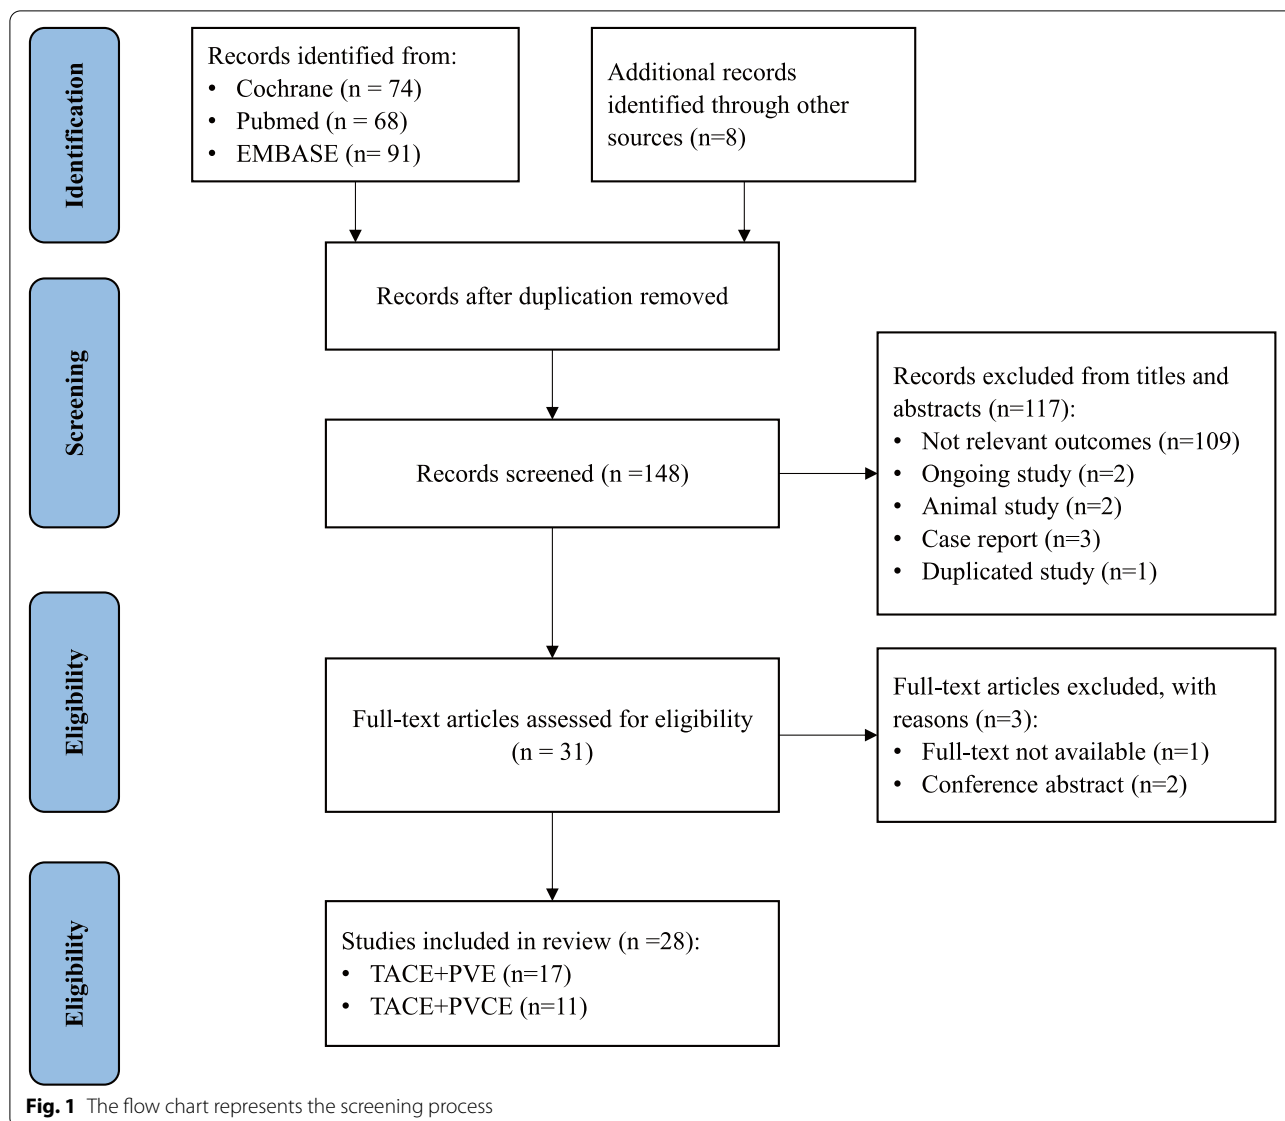 Identification
Records identified from:
• Cochrane (n = 74)
• Pubmed (n = 68)
• EMBASE (n= 91)
Additional records
identified through other
sources (n=8)
Records after duplication removed
Screening
Records screened (n =148)
Records excluded from titles and
abstracts (n=117):
• Not relevant outcomes (n=109)
• Ongoing study (n=2)
• Animal study (n=2)
• Case report (n=3)
• Duplicated study (n=1)
Eligibility
Full-text articles assessed for eligibility
(n = 31)
Full-text articles excluded, with
reasons (n=3):
• Full-text not available (n=1)
• Conference abstract (n=2)
Eligibility
Studies included in review (n =28):
• TACE+PVE (n=17)
• TACE+PVCE (n=11)
Fig. 1 The flow chart represents the screening process